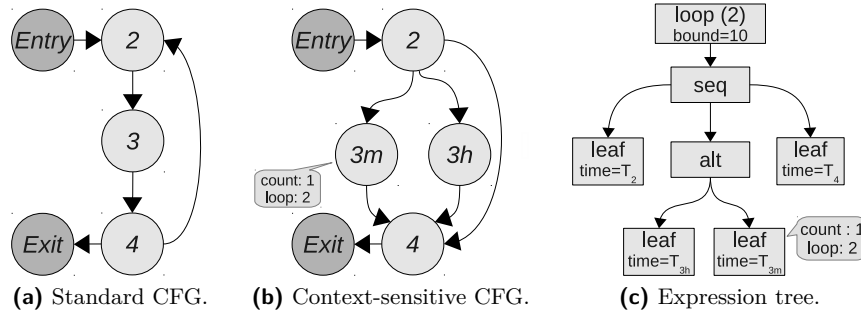 Entry
2
3
Exit
4
(a) Standard CFG.
Entry
2
3m
3h
count: 1
loop: 2
Exit
4
(b) Context-sensitive CFG.
loop (2)
bound=10
seq
leaf
time=T2
alt
leaf
time=T4
leaf
time=T3h
leaf
time=T3m
count : 1
loop: 2
(c) Expression tree.